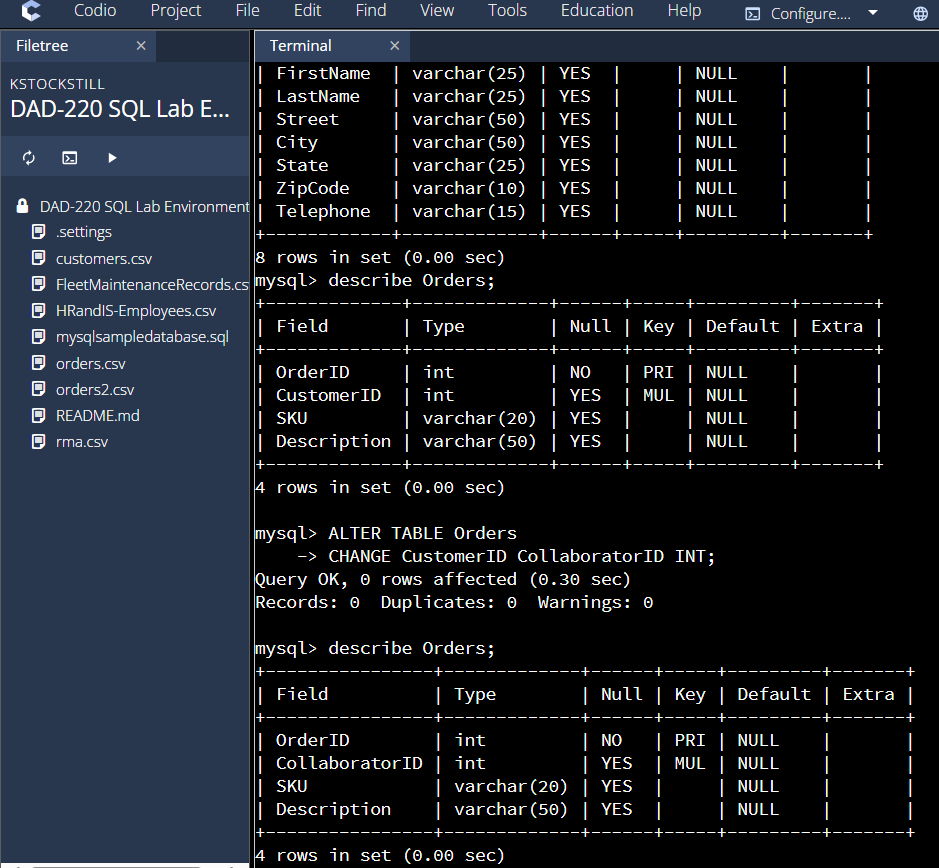 Codio Project File Edit Find View Tools Education Help Configure....
Filetree ×
KSTOCKSTILL
DAD-220 SQL Lab E...
DAD-220 SQL Lab Environment
.settings
customers.csv
FleetMaintenanceRecords.cs
HRandIS-Employees.csv
mysqlsampledatabase.sql
orders.csv
orders2.csv
README.md
rma.csv
Terminal ×
| FirstName  | varchar(25) | YES  |     | NULL    |       |
| LastName   | varchar(25) | YES  |     | NULL    |       |
| Street     | varchar(50) | YES  |     | NULL    |       |
| City       | varchar(50) | YES  |     | NULL    |       |
| State      | varchar(25) | YES  |     | NULL    |       |
| ZipCode    | varchar(10) | YES  |     | NULL    |       |
| Telephone  | varchar(15) | YES  |     | NULL    |       |
+------------+-------------+------+-----+---------+-------+
8 rows in set (0.00 sec)
mysql> describe Orders;
+-------------+-------------+------+-----+---------+-------+
| Field       | Type        | Null | Key | Default | Extra |
+-------------+-------------+------+-----+---------+-------+
| OrderID     | int         | NO   | PRI | NULL    |       |
| CustomerID  | int         | YES  | MUL | NULL    |       |
| SKU         | varchar(20) | YES  |     | NULL    |       |
| Description | varchar(50) | YES  |     | NULL    |       |
+-------------+-------------+------+-----+---------+-------+
4 rows in set (0.00 sec)
mysql> ALTER TABLE Orders
    -> CHANGE CustomerID CollaboratorID INT;
Query OK, 0 rows affected (0.30 sec)
Records: 0  Duplicates: 0  Warnings: 0
mysql> describe Orders;
+----------------+-------------+------+-----+---------+-------+
| Field          | Type        | Null | Key | Default | Extra |
+----------------+-------------+------+-----+---------+-------+
| OrderID        | int         | NO   | PRI | NULL    |       |
| CollaboratorID | int         | YES  | MUL | NULL    |       |
| SKU            | varchar(20) | YES  |     | NULL    |       |
| Description    | varchar(50) | YES  |     | NULL    |       |
+----------------+-------------+------+-----+---------+-------+
4 rows in set (0.00 sec)